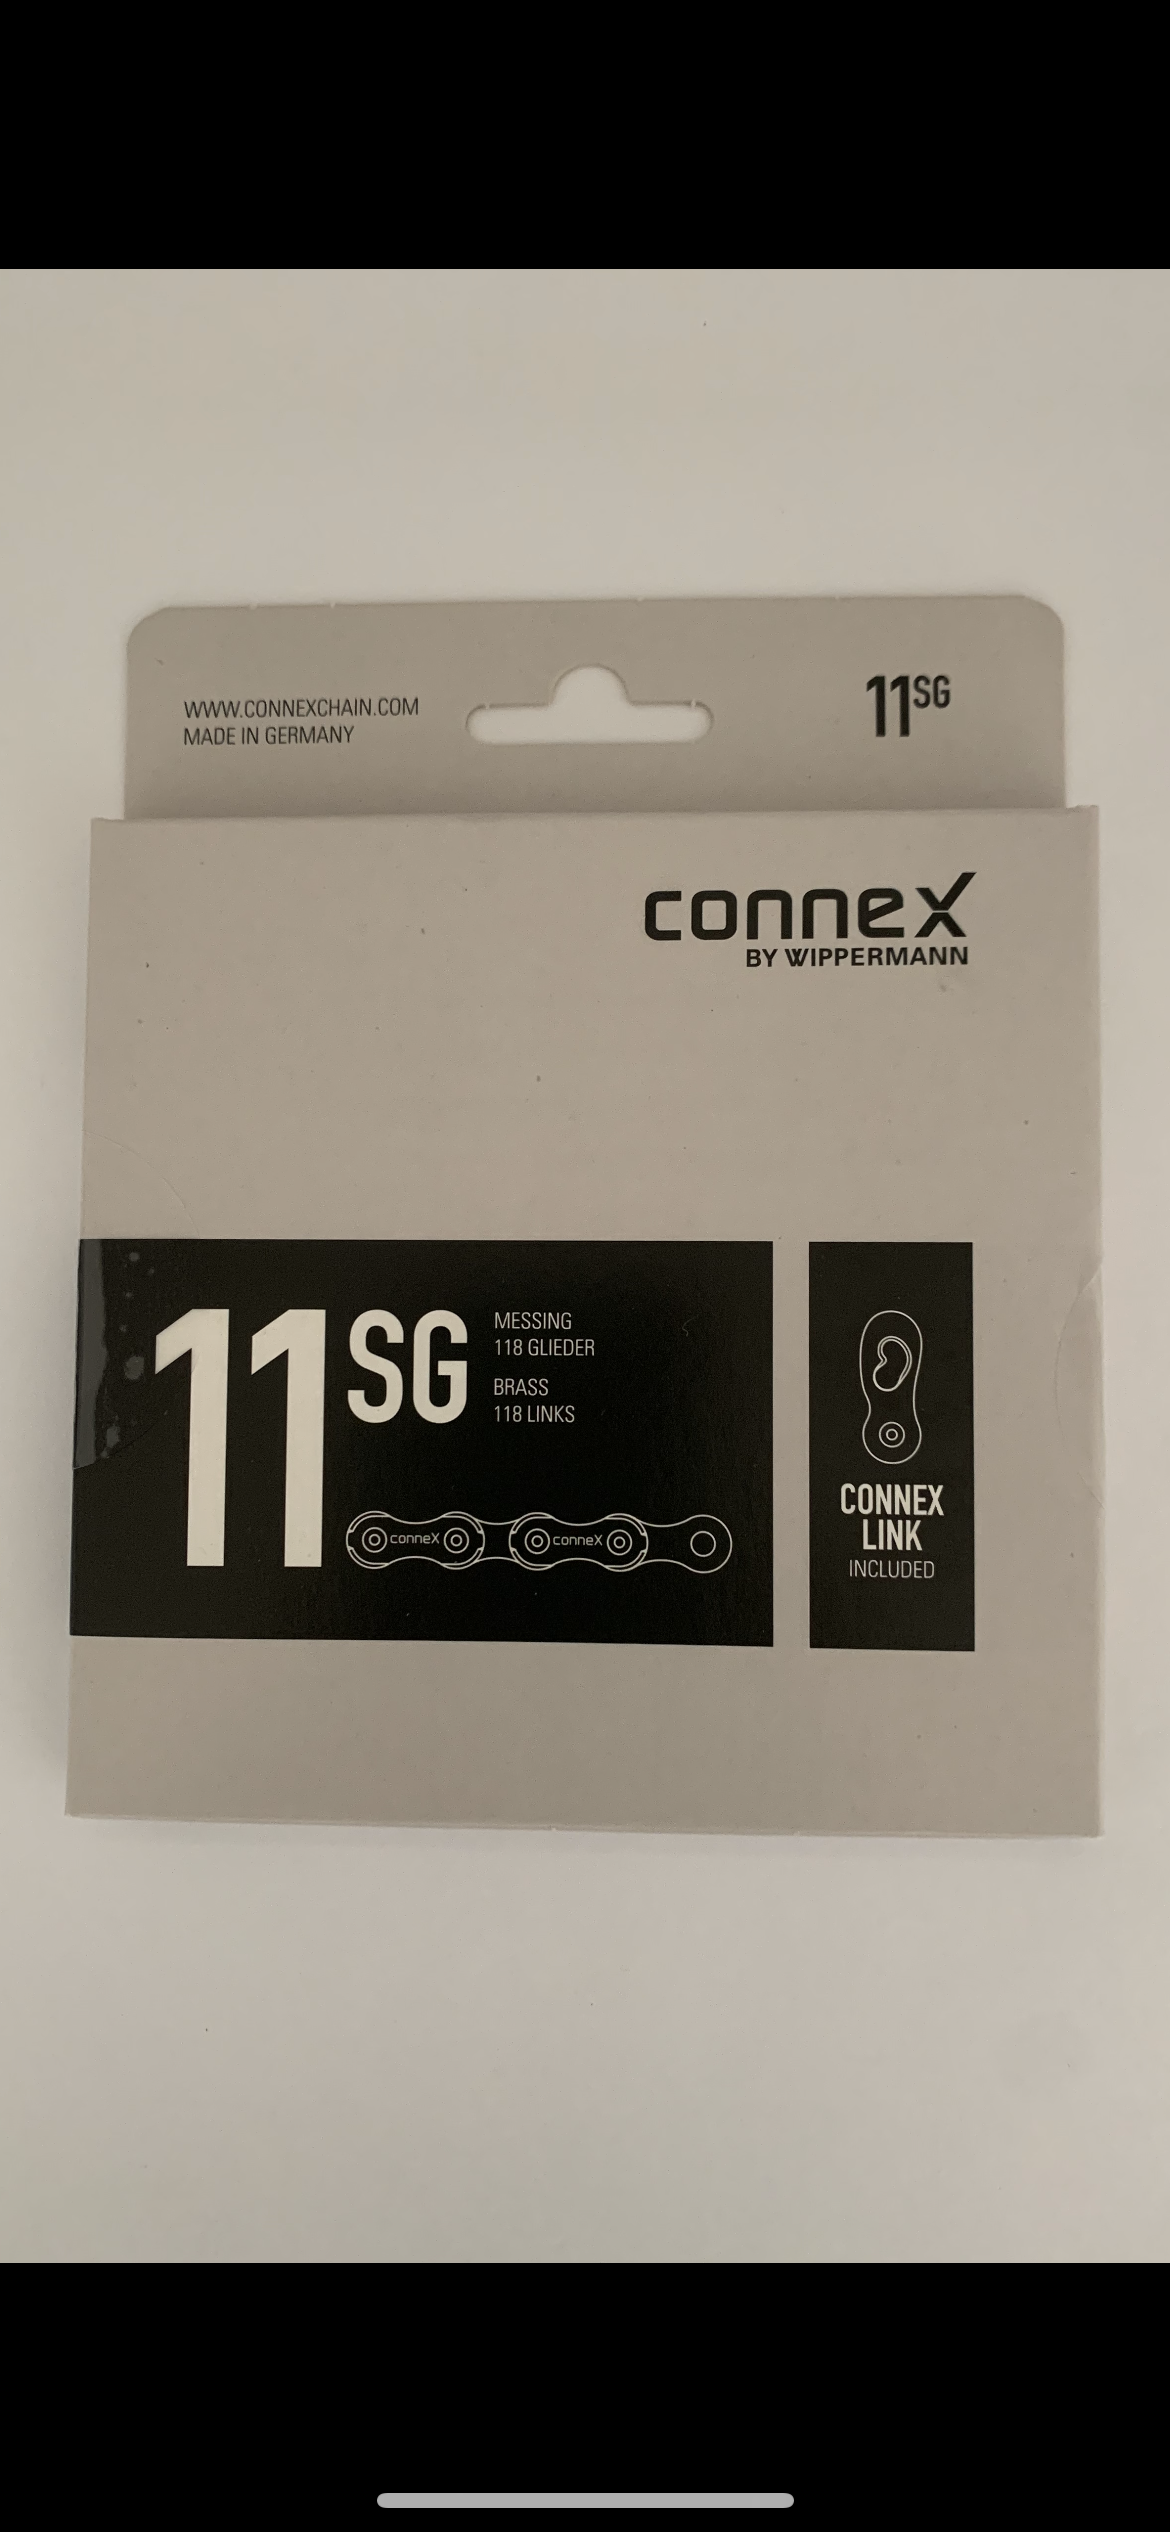 WWW.CONNEXCHAIN.COM
MADE IN GERMANY
11SG
conneX
BY WIPPERMANN
11SG
MESSING
118 GLIEDER
BRASS
118 LINKS
conneX conneX
CONNEX
LINK
INCLUDED